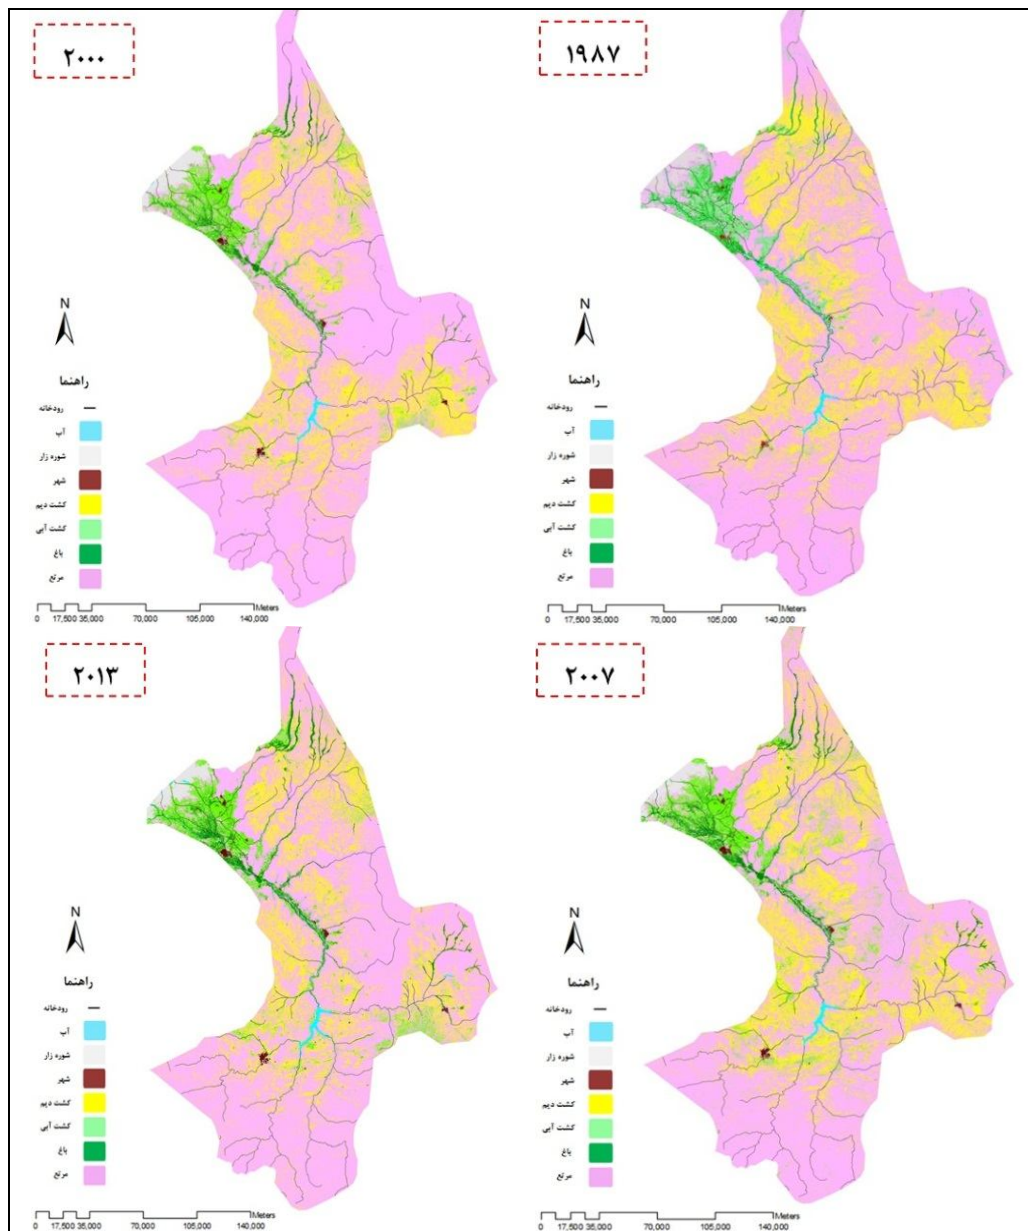 ۱۹۸۷
N
راهنما
رودخانه
آب
شوره زار
شهر
کشت دیم
کشت آبی
باغ
مرتع
Meters
0 17,500 35,000 70,000 105,000 140,000
۲۰۰۰
N
راهنما
رودخانه
آب
شوره زار
شهر
کشت دیم
کشت آبی
باغ
مرتع
Meters
0 17,500 35,000 70,000 105,000 140,000
۲۰۰۷
N
راهنما
رودخانه
آب
شوره زار
شهر
کشت دیم
کشت آبی
باغ
مرتع
Meters
0 17,500 35,000 70,000 105,000 140,000
۲۰۱۳
N
راهنما
رودخانه
آب
شوره زار
شهر
کشت دیم
کشت آبی
باغ
مرتع
Meters
0 17,500 35,000 70,000 105,000 140,000